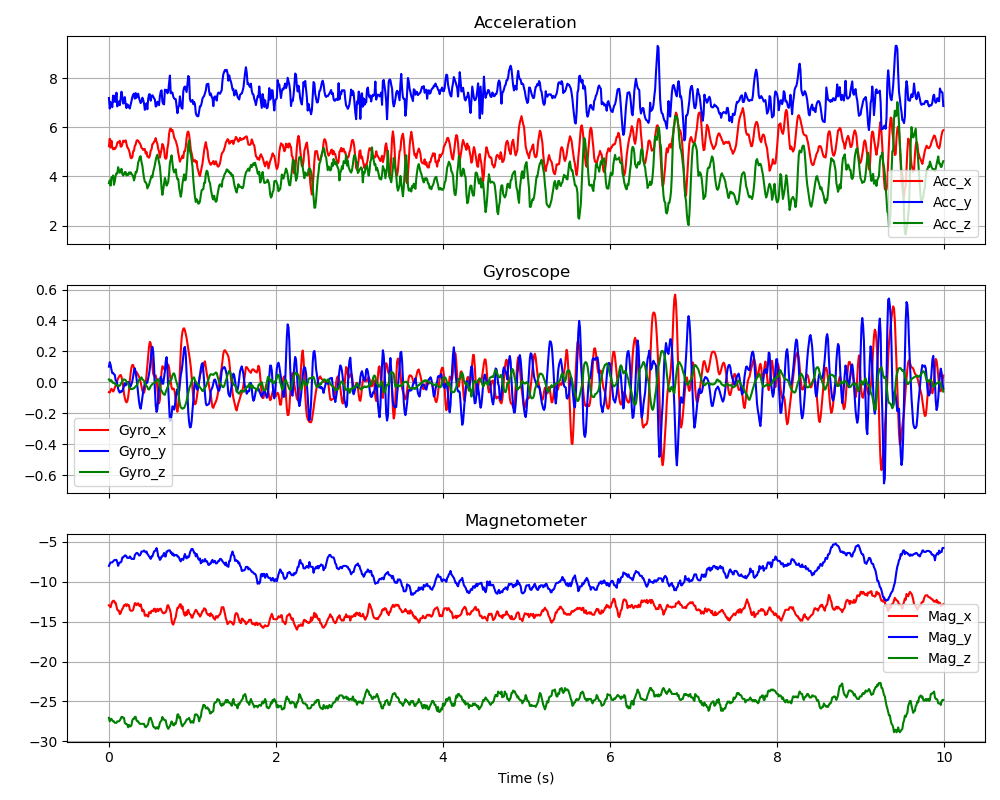 Acceleration
8
6
4
2
Acc_x
Acc_y
Acc_z
Gyroscope
0.6
0.4
0.2
0.0
−0.2
−0.4
−0.6
Gyro_x
Gyro_y
Gyro_z
Magnetometer
−5
−10
−15
−20
−25
−30
Mag_x
Mag_y
Mag_z
0 2 4 6 8 10
Time (s)